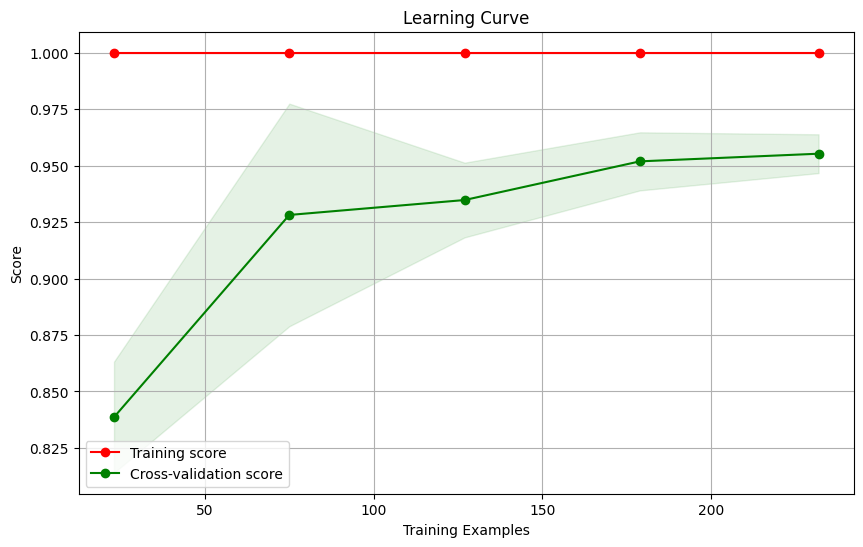 Learning Curve
1.000
0.975
0.950
0.925
0.900
0.875
0.850
0.825
Score
Training score
Cross-validation score
50
100
150
200
Training Examples